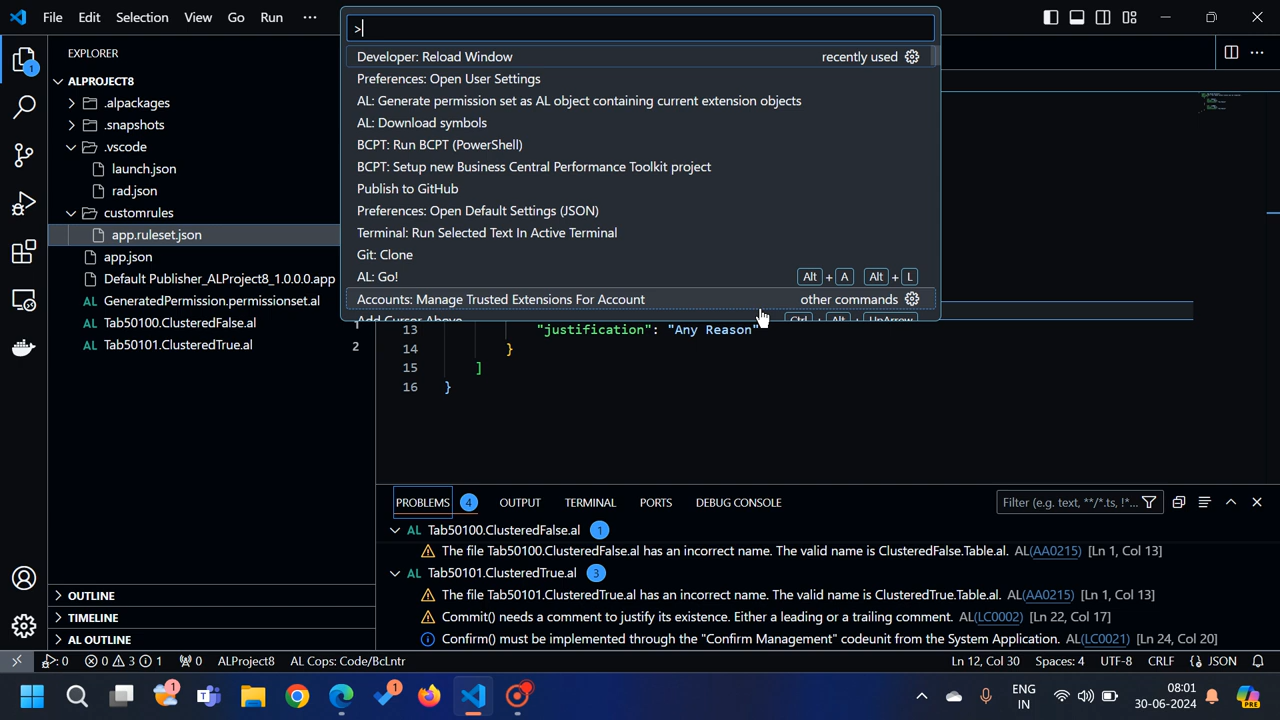 File Edit Selection View Go Run ···
>
Developer: Reload Window recently used
Preferences: Open User Settings
AL: Generate permission set as AL object containing current extension objects
AL: Download symbols
BCPT: Run BCPT (PowerShell)
BCPT: Setup new Business Central Performance Toolkit project
Publish to GitHub
Preferences: Open Default Settings (JSON)
Terminal: Run Selected Text In Active Terminal
Git: Clone
AL: Go! Alt + A Alt + L
Accounts: Manage Trusted Extensions For Account other commands
Add Cursor Above Ctrl + Alt + UpArrow
EXPLORER
ALPROJECT8
.alpackages
.snapshots
.vscode
launch.json
rad.json
customrules
app.ruleset.json
app.json
Default Publisher_ALProject8_1.0.0.0.app
GeneratedPermission.permissionset.al
AL Tab50100.ClusteredFalse.al 1
AL Tab50101.ClusteredTrue.al 2
OUTLINE
TIMELINE
AL OUTLINE
1
13 "justification": "Any Reason"
14 }
15 ]
16 }
PROBLEMS 4 OUTPUT TERMINAL PORTS DEBUG CONSOLE Filter (e.g. text, **/*.ts, !*...
AL Tab50100.ClusteredFalse.al 1
The file Tab50100.ClusteredFalse.al has an incorrect name. The valid name is ClusteredFalse.Table.al. AL(AA0215) [Ln 1, Col 13]
AL Tab50101.ClusteredTrue.al 3
The file Tab50101.ClusteredTrue.al has an incorrect name. The valid name is ClusteredTrue.Table.al. AL(AA0215) [Ln 1, Col 13]
Commit() needs a comment to justify its existence. Either a leading or a trailing comment. AL(LC0002) [Ln 22, Col 17]
Confirm() must be implemented through the "Confirm Management" codeunit from the System Application. AL(LC0021) [Ln 24, Col 20]
0 0 3 1 0 ALProject8 AL Cops: Code/BcLntr Ln 12, Col 30 Spaces: 4 UTF-8 CRLF {} JSON
1 1 ENG IN 08:01 30-06-2024 PRE